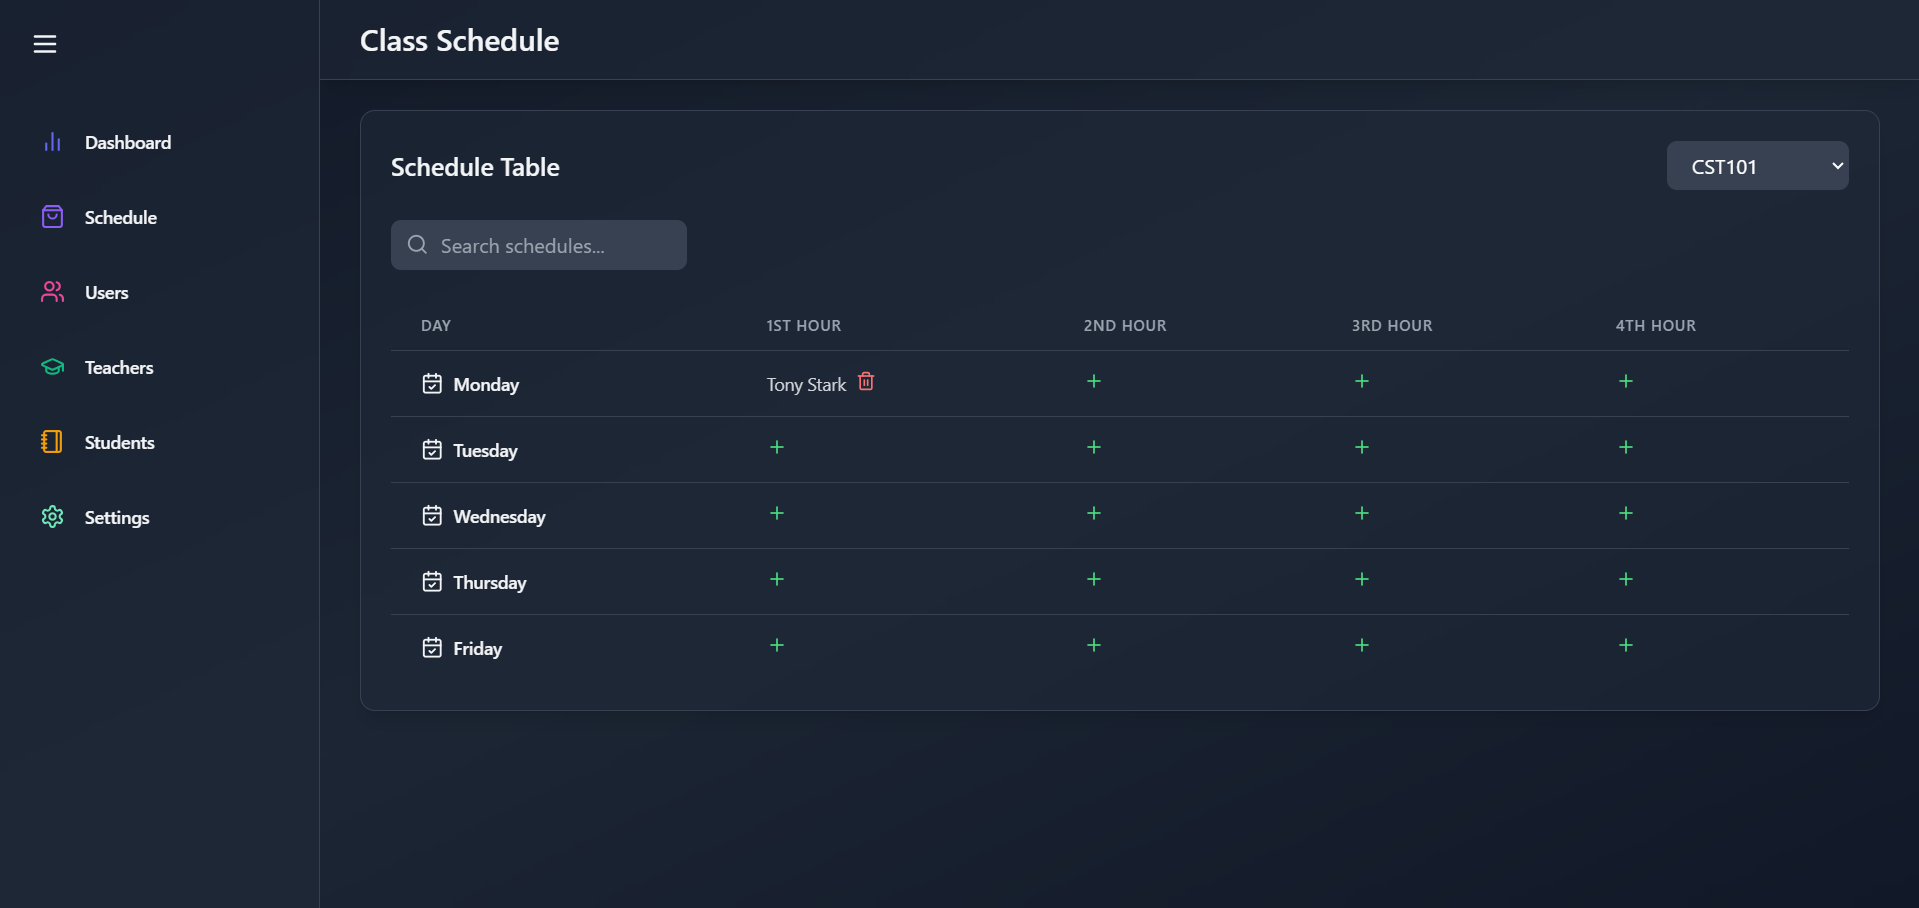 Class Schedule
Dashboard
Schedule
Users
Teachers
Students
Settings
Schedule Table
CST101
Search schedules...
DAY 1ST HOUR 2ND HOUR 3RD HOUR 4TH HOUR
Monday Tony Stark + + +
Tuesday + + + +
Wednesday + + + +
Thursday + + + +
Friday + + + +